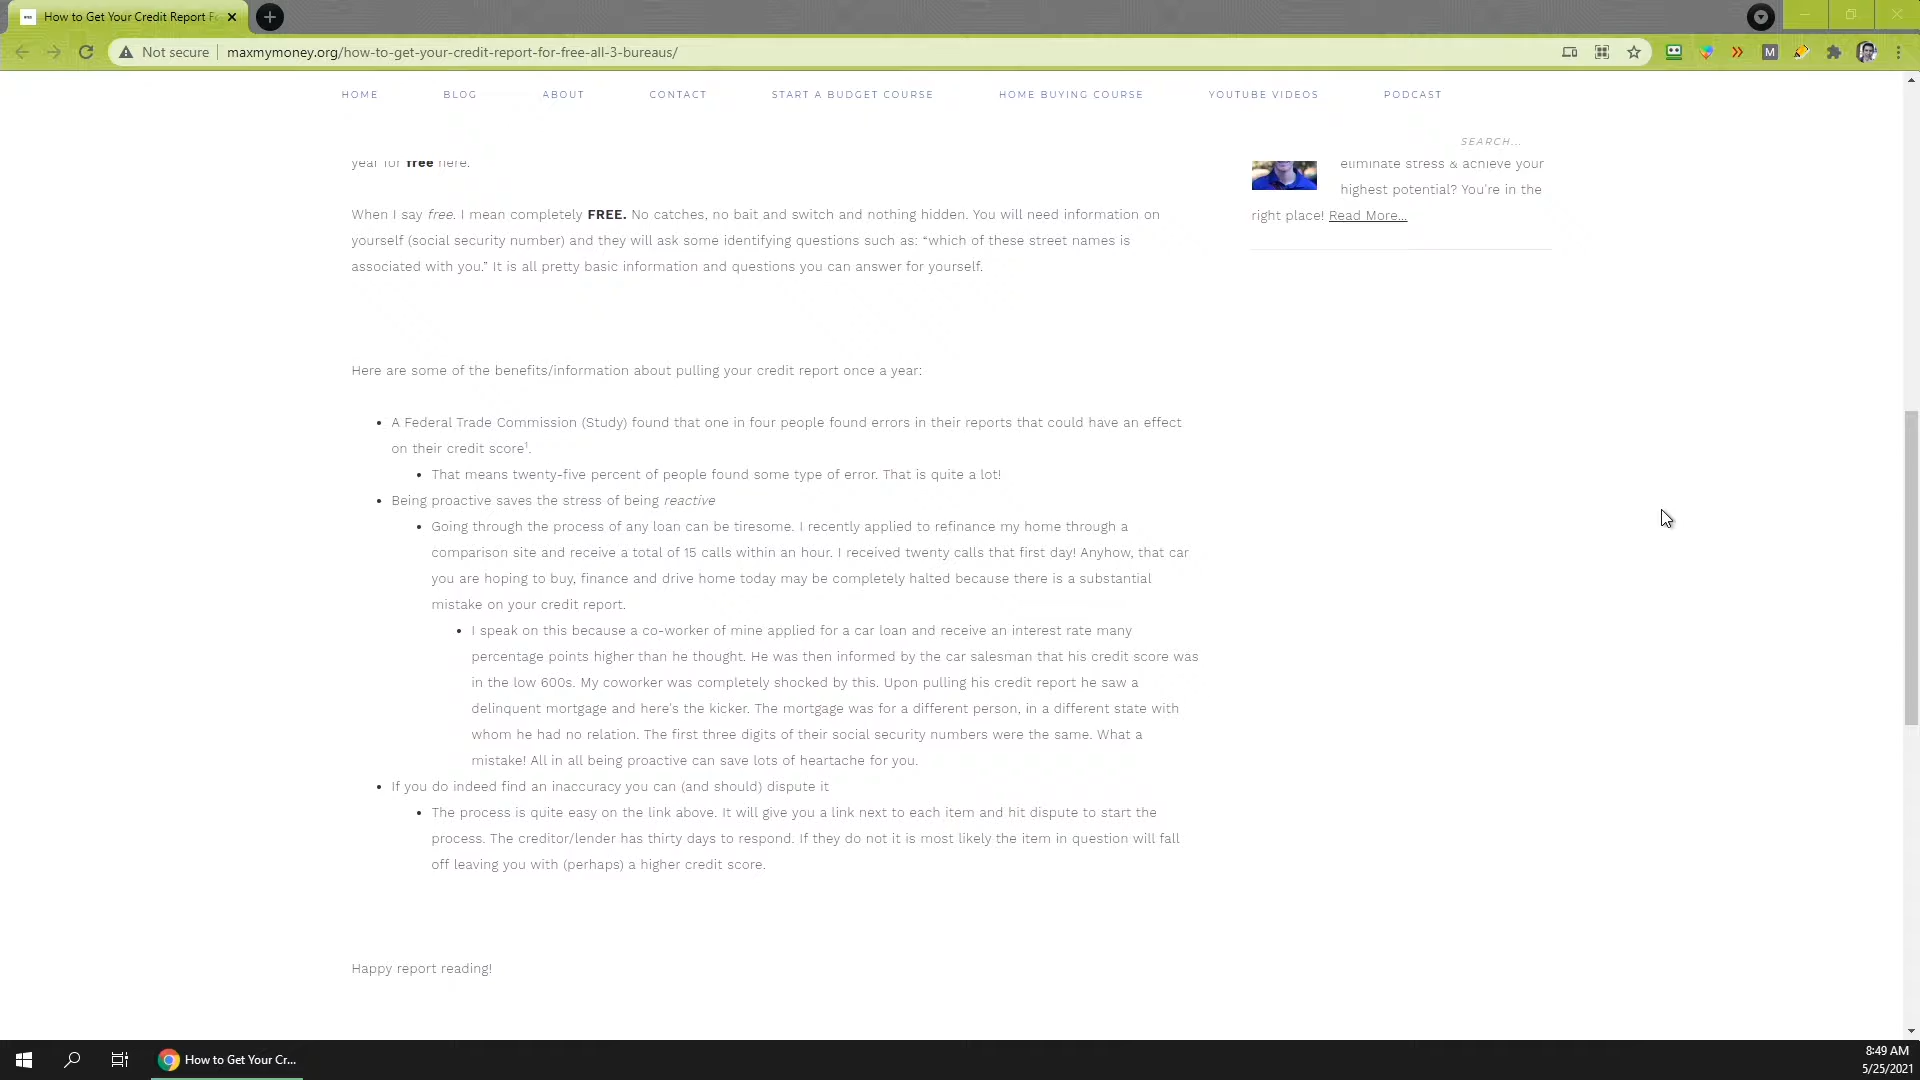 How to Get Your Credit Report F
Not secure
maxmymoney.org/how-to-get-your-credit-report-for-free-all-3-bureaus/
M
HOME
BLOG
ABOUT
CONTACT
START A BUDGET COURSE
HOME BUYING COURSE
YOUTUBE VIDEOS
PODCAST
SEARCH...
year for free here.
When I say free. I mean completely FREE. No catches, no bait and switch and nothing hidden. You will need information on
yourself (social security number) and they will ask some identifying questions such as: “which of these street names is
associated with you.” It is all pretty basic information and questions you can answer for yourself.
Here are some of the benefits/information about pulling your credit report once a year:
• A Federal Trade Commission (Study) found that one in four people found errors in their reports that could have an effect
on their credit score¹.
• That means twenty-five percent of people found some type of error. That is quite a lot!
• Being proactive saves the stress of being reactive
• Going through the process of any loan can be tiresome. I recently applied to refinance my home through a
comparison site and receive a total of 15 calls within an hour. I received twenty calls that first day! Anyhow, that car
you are hoping to buy, finance and drive home today may be completely halted because there is a substantial
mistake on your credit report.
• I speak on this because a co-worker of mine applied for a car loan and receive an interest rate many
percentage points higher than he thought. He was then informed by the car salesman that his credit score was
in the low 600s. My coworker was completely shocked by this. Upon pulling his credit report he saw a
delinquent mortgage and here's the kicker. The mortgage was for a different person, in a different state with
whom he had no relation. The first three digits of their social security numbers were the same. What a
mistake! All in all being proactive can save lots of heartache for you.
• If you do indeed find an inaccuracy you can (and should) dispute it
• The process is quite easy on the link above. It will give you a link next to each item and hit dispute to start the
process. The creditor/lender has thirty days to respond. If they do not it is most likely the item in question will fall
off leaving you with (perhaps) a higher credit score.
Happy report reading!
eliminate stress & achieve your
highest potential? You're in the
right place! Read More...
How to Get Your Cr...
8:49 AM
5/25/2021